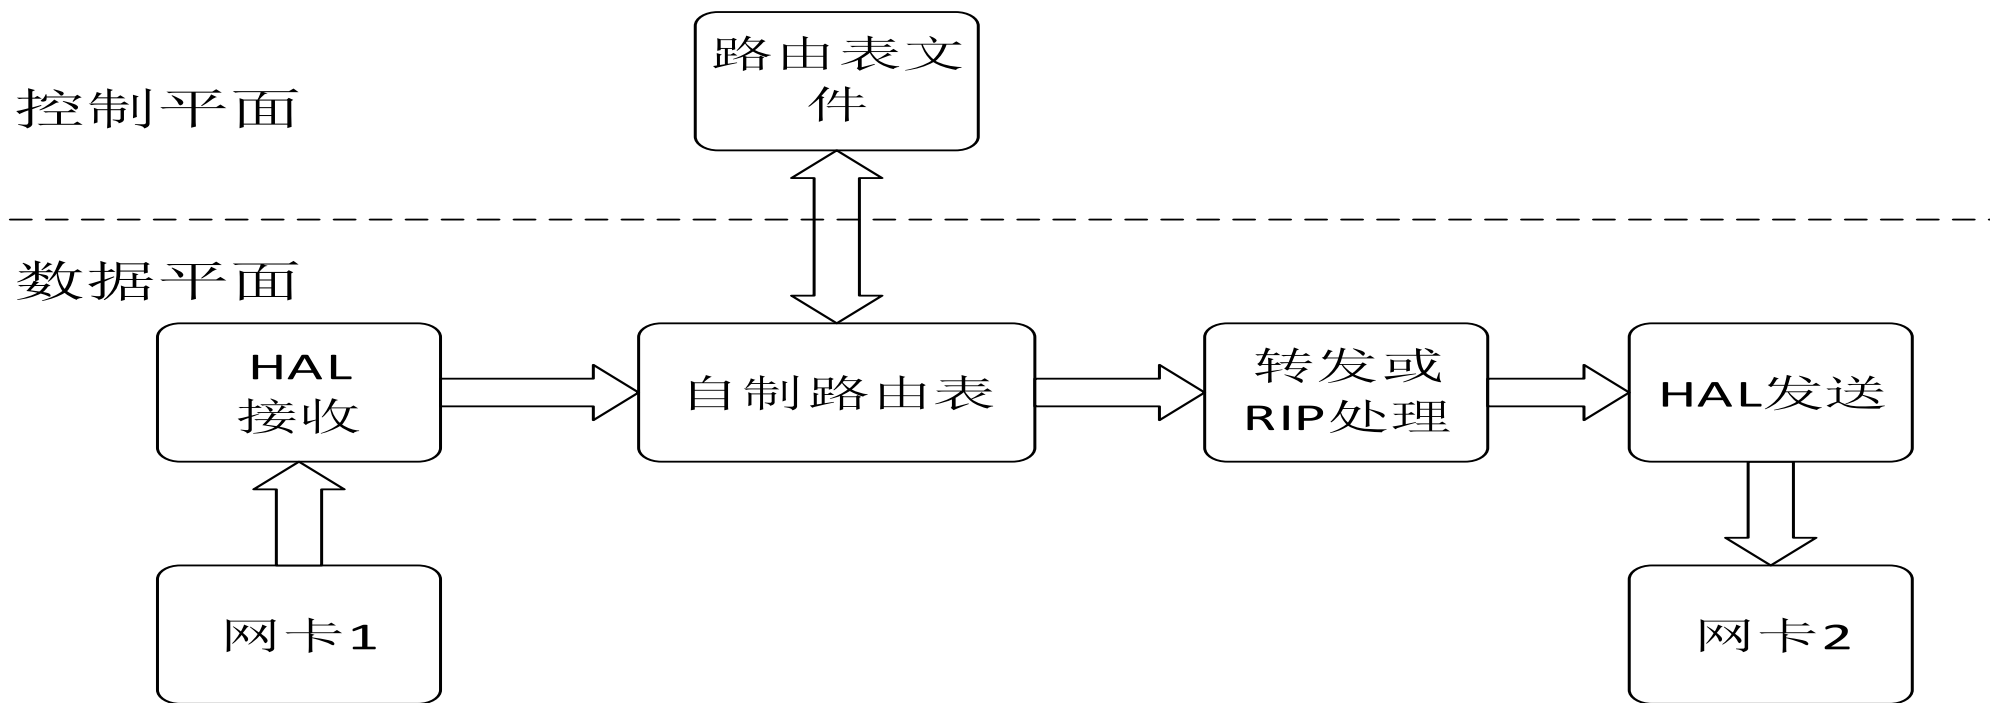 路由表文
件
控制平面
数据平面
HAL
接收
自制路由表
转发或
RIP处理
HAL发送
网卡1
网卡2